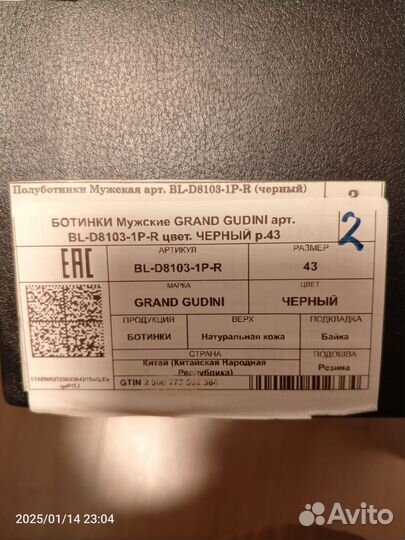 Полуботинки Мужская арт. BL-D8103-1P-R (черный)
БОТИНКИ Мужские GRAND GUDINI арт.
BL-D8103-1P-R цвет. ЧЕРНЫЙ р.43
2
EAC
АРТИКУЛ
РАЗМЕР
BL-D8103-1P-R
43
МАРКА
ЦВЕТ
GRAND GUDINI
ЧЕРНЫЙ
ПРОДУКЦИЯ
ВЕРХ
ПОДКЛАДКА
БОТИНКИ
Натуральная кожа
Байка
СТРАНА
ПОДОШВА
Китай (Китайская Народная
Республика)
Резина
GTIN
2025/01/14 23:04
Avito